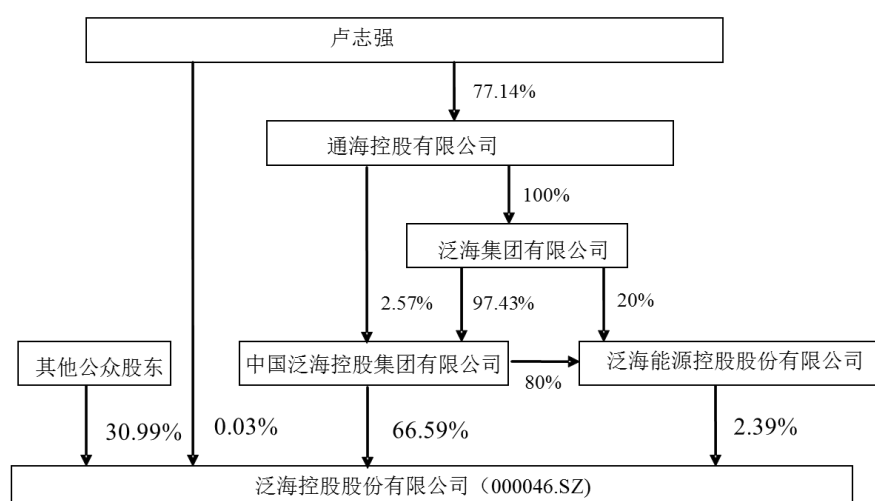 卢志强
77.14%
通海控股有限公司
100%
泛海集团有限公司
2.57%
97.43%
20%
其他公众股东
中国泛海控股集团有限公司
80%
泛海能源控股股份有限公司
30.99%
0.03%
66.59%
2.39%
泛海控股股份有限公司（000046.SZ)